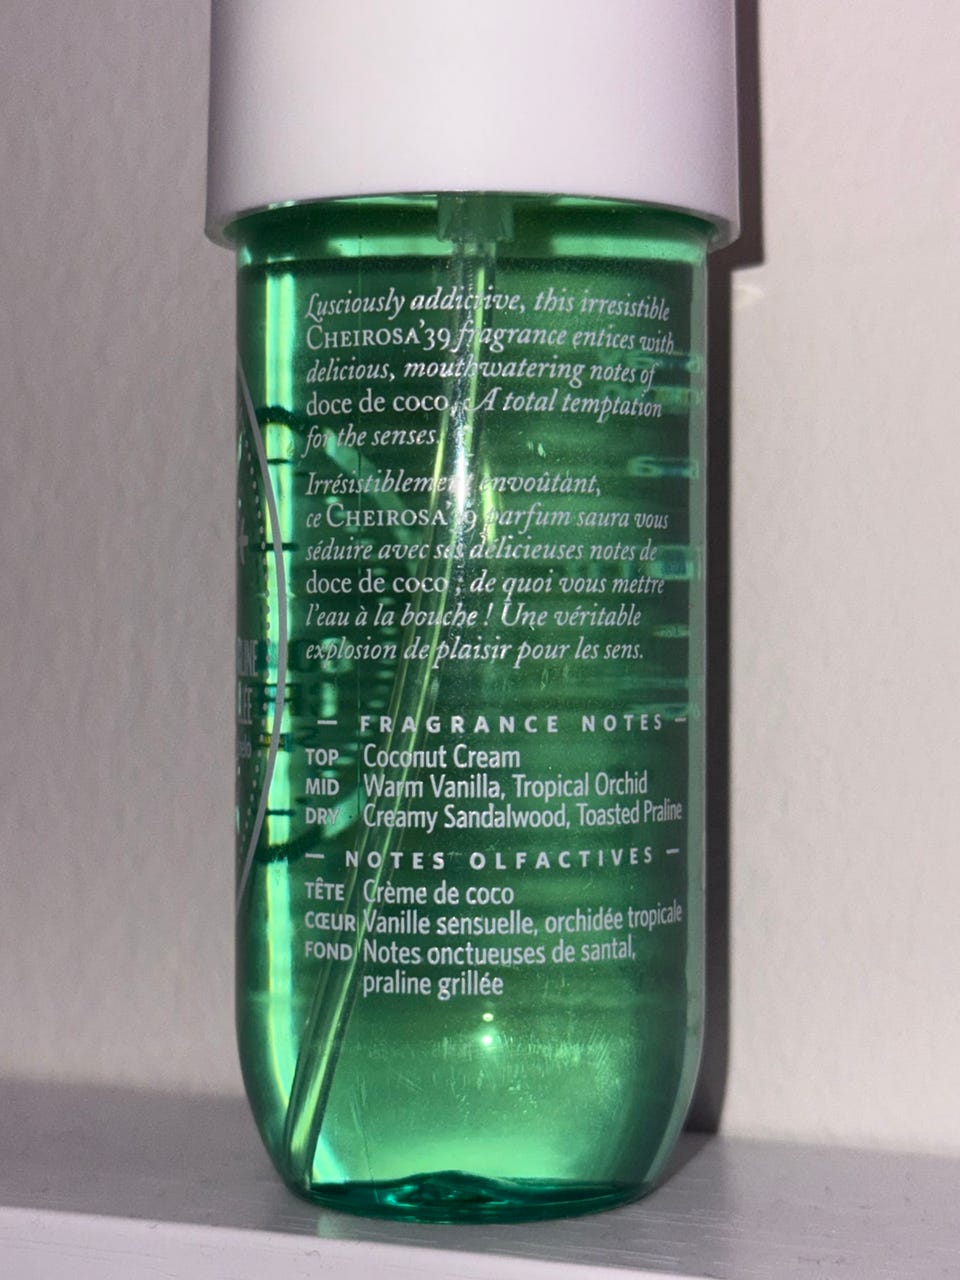 Lusciously addictive, this irresistible
CHEIROSA'39 fragrance entices with
delicious, mouthwatering notes of
doce de coco. A total temptation
for the senses.
Irrésistiblement envoûtant,
ce CHEIROSA'39 parfum saura vous
séduire avec ses délicieuses notes de
doce de coco ; de quoi vous mettre
l'eau à la bouche ! Une véritable
explosion de plaisir pour les sens.
— FRAGRANCE NOTES —
TOP Coconut Cream
MID Warm Vanilla, Tropical Orchid
DRY Creamy Sandalwood, Toasted Praline
— NOTES OLFACTIVES —
TÊTE Crème de coco
CŒUR Vanille sensuelle, orchidée tropicale
FOND Notes onctueuses de santal,
praline grillée